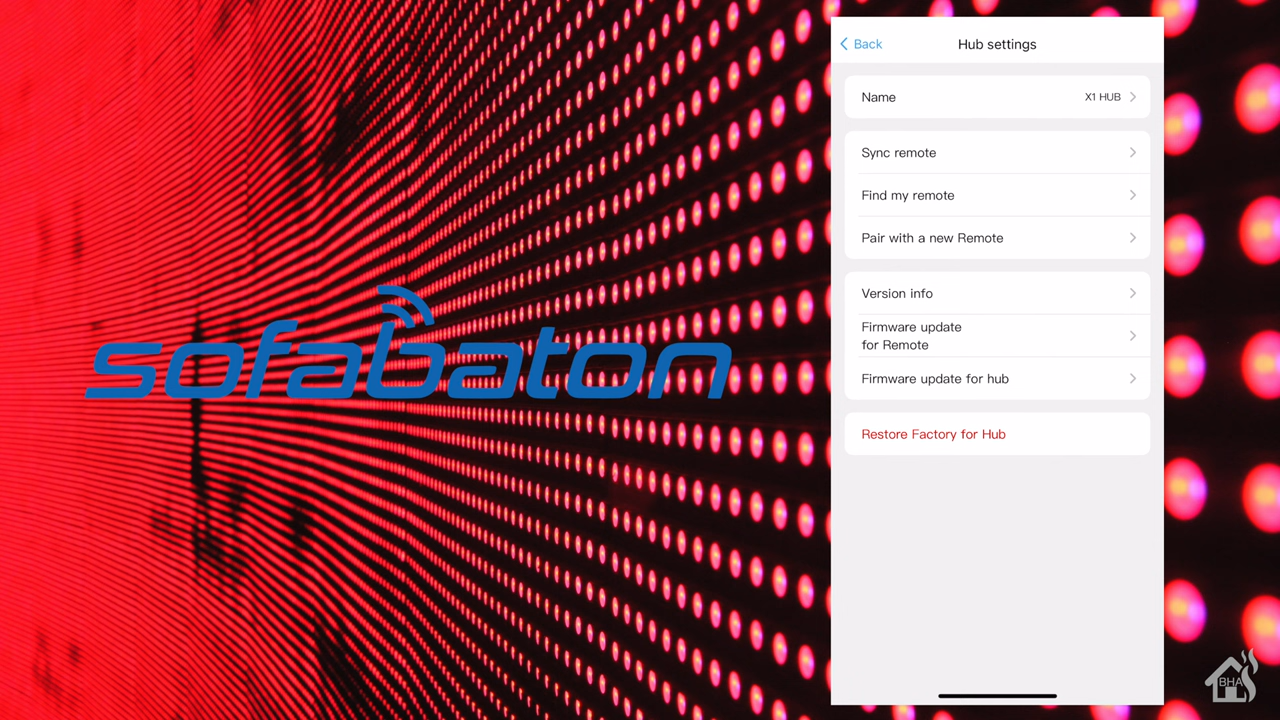 sofabaton
Back
Hub settings
Name
X1 HUB
Sync remote
Find my remote
Pair with a new Remote
Version info
Firmware update
for Remote
Firmware update for hub
Restore Factory for Hub
BHA